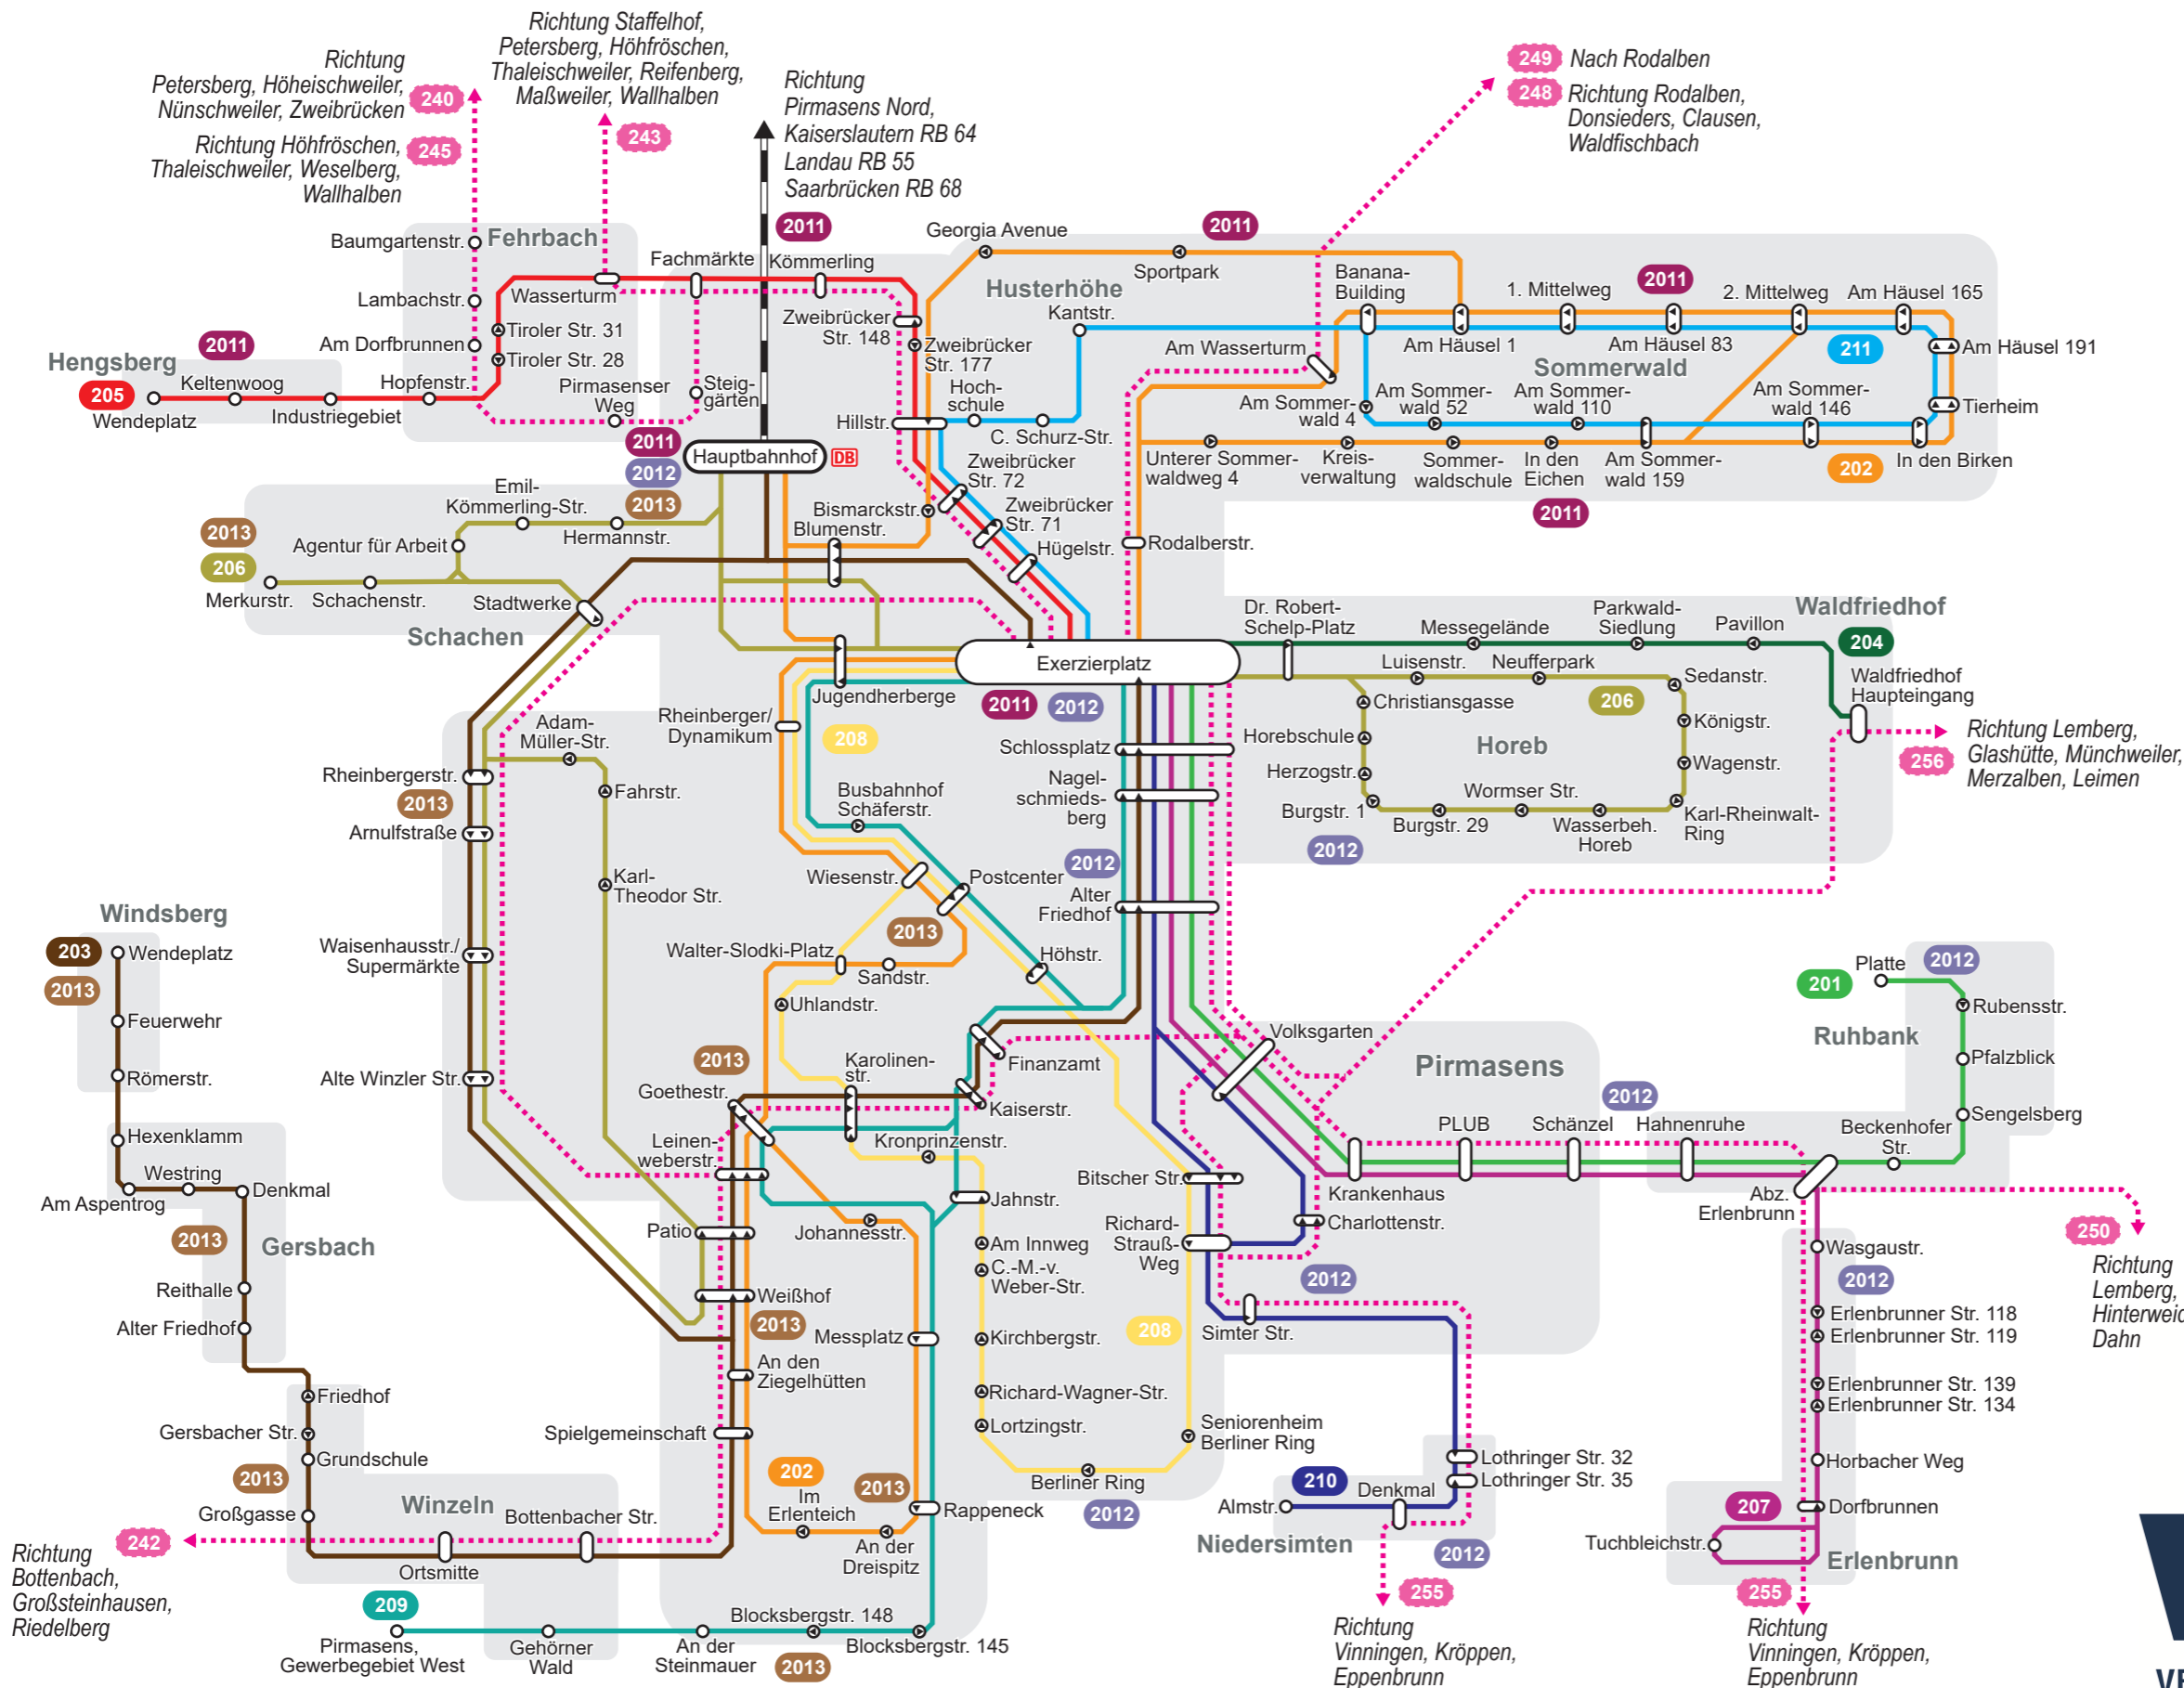 Richtung Staffelhof,
Petersberg, Höhfröschen,
Thaleischweiler, Reifenberg,
Maßweiler, Wallhalben
243
Richtung
Petersberg, Höheischweiler,
Nünschweiler, Zweibrücken
240
Richtung Höhfröschen,
Thaleischweiler, Weselberg,
Wallhalben
245
Richtung
Pirmasens Nord,
Kaiserslautern RB 64
Landau RB 55
Saarbrücken RB 68
249 Nach Rodalben
248 Richtung Rodalben,
Donsieders, Clausen,
Waldfischbach
2011
2011
Georgia Avenue
Sportpark
Baumgartenstr.
Fehrbach
Fachmärkte
Kömmerling
Lambachstr.
Wasserturm
Tiroler Str. 31
Am Dorfbrunnen
Tiroler Str. 28
Hengsberg
2011
205
Wendeplatz
Keltenwoog
Industriegebiet
Hopfenstr.
Pirmasenser
Weg
Steig-
gärten
Zweibrücker
Str. 148
Zweibrücker
Str. 177
Husterhöhe
Kantstr.
Hoch-
schule
C. Schurz-Str.
Hillstr.
Banana-
Building
1. Mittelweg
2011
2. Mittelweg
Am Häusel 165
Am Häusel 1
Am Häusel 83
211
Am Häusel 191
Sommerwald
Am Wasserturm
Am Sommer-
wald 4
Am Sommer-
wald 52
Am Sommer-
wald 110
Am Sommer-
wald 146
Tierheim
Unterer Sommer-
waldweg 4
Kreis-
verwaltung
Sommer-
waldschule
In den
Eichen
Am Sommer-
wald 159
202
In den Birken
2011
2011
2012
2013
Hauptbahnhof
DB
Zweibrücker
Str. 72
Zweibrücker
Str. 71
Hügelstr.
Rodalberstr.
Bismarckstr.
Blumenstr.
Emil-
Kömmerling-Str.
Hermannstr.
Agentur für Arbeit
2013
206
Merkurstr.
Schachenstr.
Stadtwerke
Schachen
Exerzierplatz
2011
2012
Jugendherberge
Rheinberger/
Dynamikum
208
Dr. Robert-
Schelp-Platz
Messegelände
Parkwald-
Siedlung
Pavillon
Waldfriedhof
204
Waldfriedhof
Haupteingang
Luisenstr.
Neufferpark
Sedanstr.
206
Christiansgasse
Königstr.
Horebschule
Horeb
Herzogstr.
Wagenstr.
Burgstr. 1
Burgstr. 29
Wormser Str.
Wasserbeh.
Horeb
Karl-Rheinwalt-
Ring
2012
256
Richtung Lemberg,
Glashütte, Münchweiler,
Merzalben, Leimen
Adam-
Müller-Str.
Rheinbergerstr.
2013
Fahrstr.
Arnulfstraße
Karl-
Theodor Str.
Waisenhausstr./
Supermärkte
Alte Winzler Str.
Busbahnhof
Schäferstr.
Wiesenstr.
Postcenter
2013
Walter-Slodki-Platz
Sandstr.
Höhstr.
Uhlandstr.
Schlossplatz
Nagel-
schmieds-
berg
2012
Alter
Friedhof
Windsberg
203
Wendeplatz
2013
Feuerwehr
Römerstr.
Hexenklamm
Westring
Am Aspentrog
Denkmal
2013
Gersbach
Reithalle
Alter Friedhof
Friedhof
Gersbacher Str.
Grundschule
2013
Großgasse
Winzeln
Ortsmitte
Bottenbacher Str.
242
Richtung
Bottenbach,
Großsteinhausen,
Riedelberg
209
Pirmasens,
Gewerbegebiet West
Gehörner
Wald
An der
Steinmauer
Blocksbergstr. 148
2013
Blocksbergstr. 145
2013
Goethestr.
Karolinen-
str.
Finanzamt
Kaiserstr.
Leinen-
weberstr.
Kronprinzenstr.
Jahnstr.
Patio
Johannesstr.
Am Innweg
C.-M.-v.
Weber-Str.
Weißhof
2013
Messplatz
Kirchbergstr.
An den
Ziegelhütten
Richard-Wagner-Str.
Spielgemeinschaft
Lortzingstr.
202
Im
Erlenteich
2013
An der
Dreispitz
Rappeneck
Berliner Ring
2012
Seniorenheim
Berliner Ring
208
Volksgarten
Pirmasens
Bitscher Str.
Richard-
Strauß-
Weg
Charlottenstr.
2012
Simter Str.
Krankenhaus
PLUB
Schänzel
2012
Hahnenruhe
Abz.
Erlenbrunn
Beckenhofer
Str.
Platte
2012
201
Rubensstr.
Ruhbank
Pfalzblick
Sengelsberg
250
Richtung
Lemberg,
Hinterweid
Dahn
Wasgaustr.
2012
Erlenbrunner Str. 118
Erlenbrunner Str. 119
Erlenbrunner Str. 139
Erlenbrunner Str. 134
Horbacher Weg
207
Dorfbrunnen
Tuchbleichstr.
Erlenbrunn
255
Richtung
Vinningen, Kröppen,
Eppenbrunn
Lothringer Str. 32
Lothringer Str. 35
210
Almstr.
Denkmal
Niedersimten
2012
255
Richtung
Vinningen, Kröppen,
Eppenbrunn